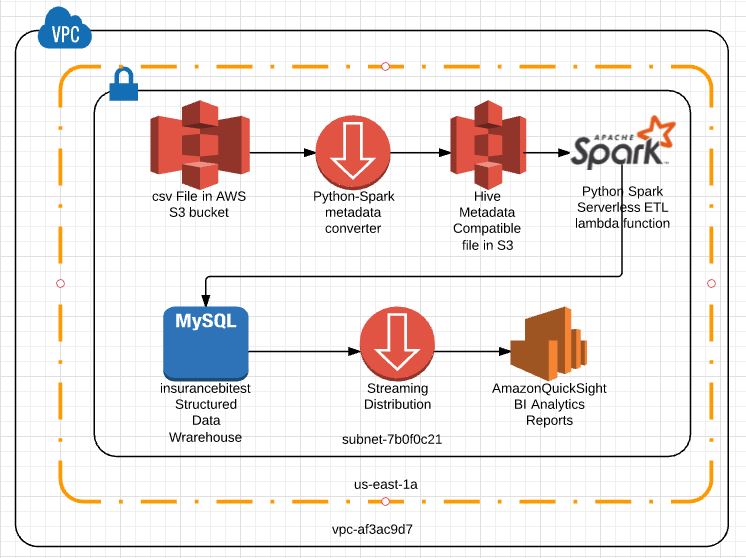 VPC
APACHE
Spark
csv File in AWS
S3 bucket
Python-Spark
metadata
converter
Hive
Metadata
Compatible
file in S3
Python Spark
Serverless ETL
lambda function
MySQL
insurancebitest
Structured
Data
Wrarehouse
Streaming
Distribution
AmazonQuickSight
BI Analytics
Reports
subnet-7b0f0c21
us-east-1a
vpc-af3ac9d7